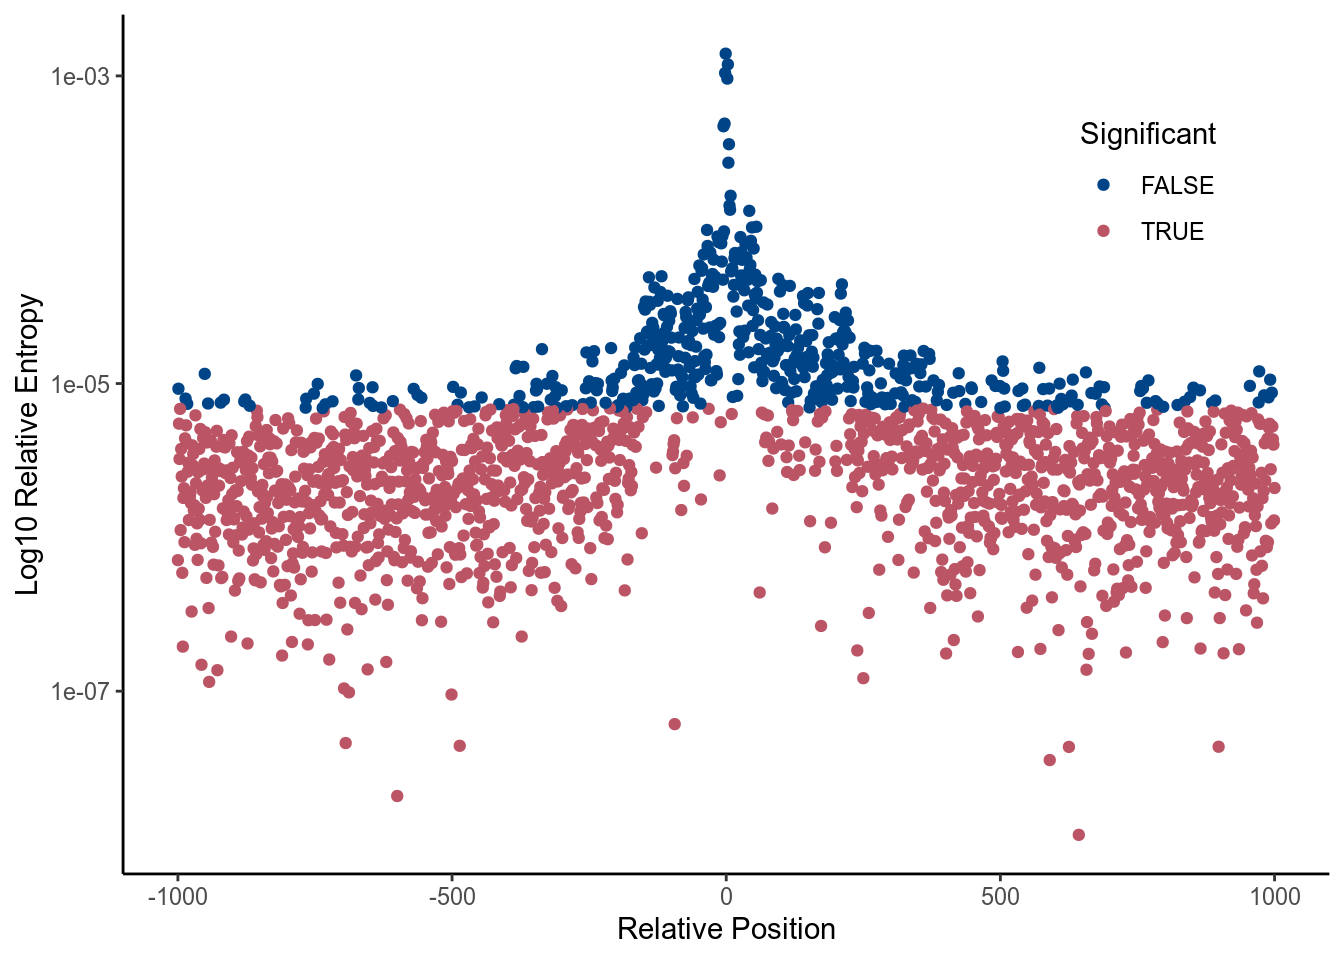 1e-03
1e-05
1e-07
Log10 Relative Entropy
Significant
FALSE
TRUE
-1000
-500
0
500
1000
Relative Position